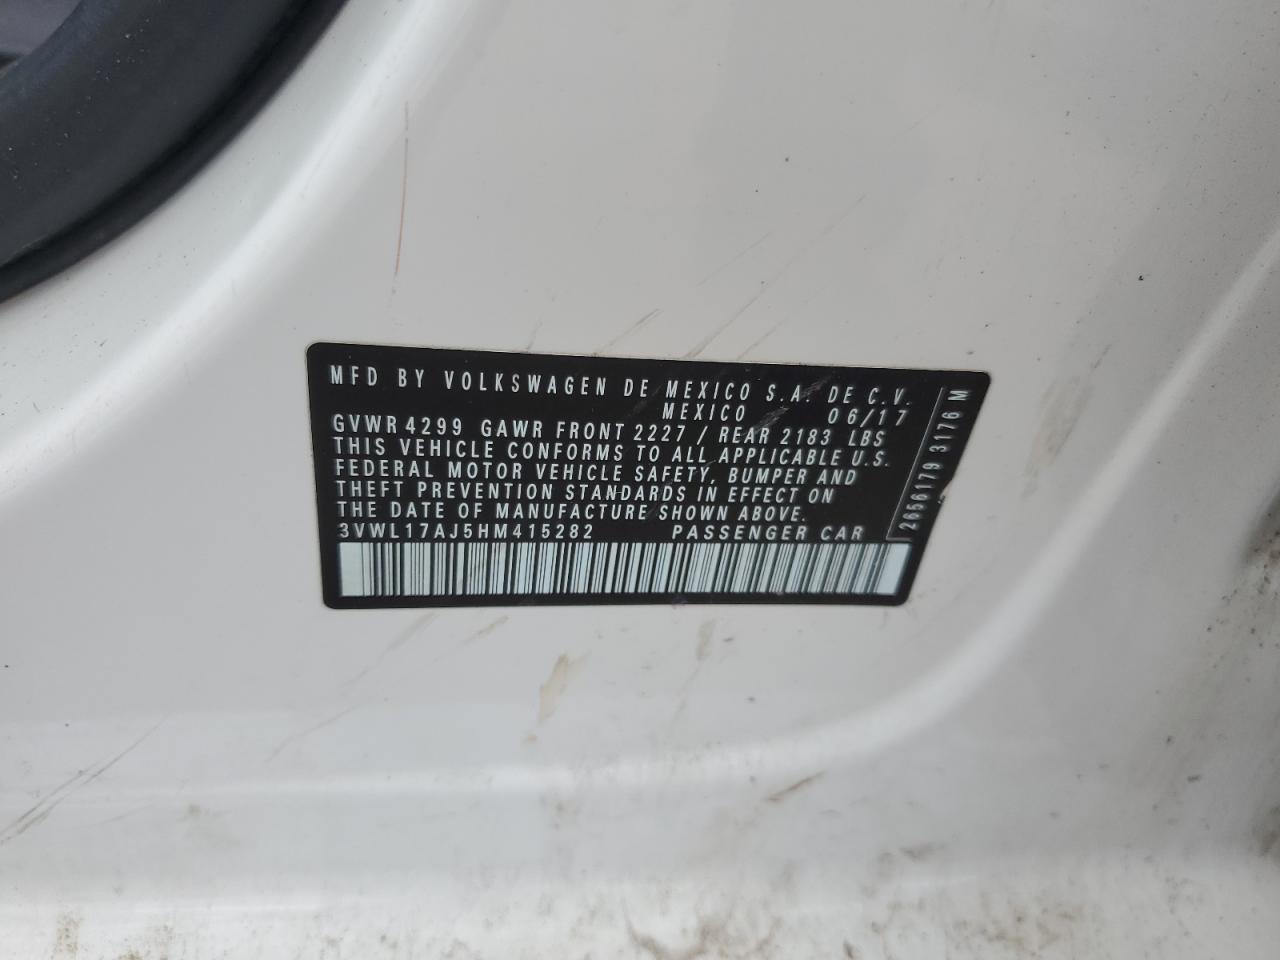 MFD BY VOLKSWAGEN DE MEXICO S.A. DE C.V.
MEXICO 06/17
GVWR 4299 GAWR FRONT 2227 / REAR 2183 LBS
THIS VEHICLE CONFORMS TO ALL APPLICABLE U.S.
FEDERAL MOTOR VEHICLE SAFETY, BUMPER AND
THEFT PREVENTION STANDARDS IN EFFECT ON
THE DATE OF MANUFACTURE SHOWN ABOVE.
3VWL17AJ5HM415282 PASSENGER CAR
2656179 3176 M